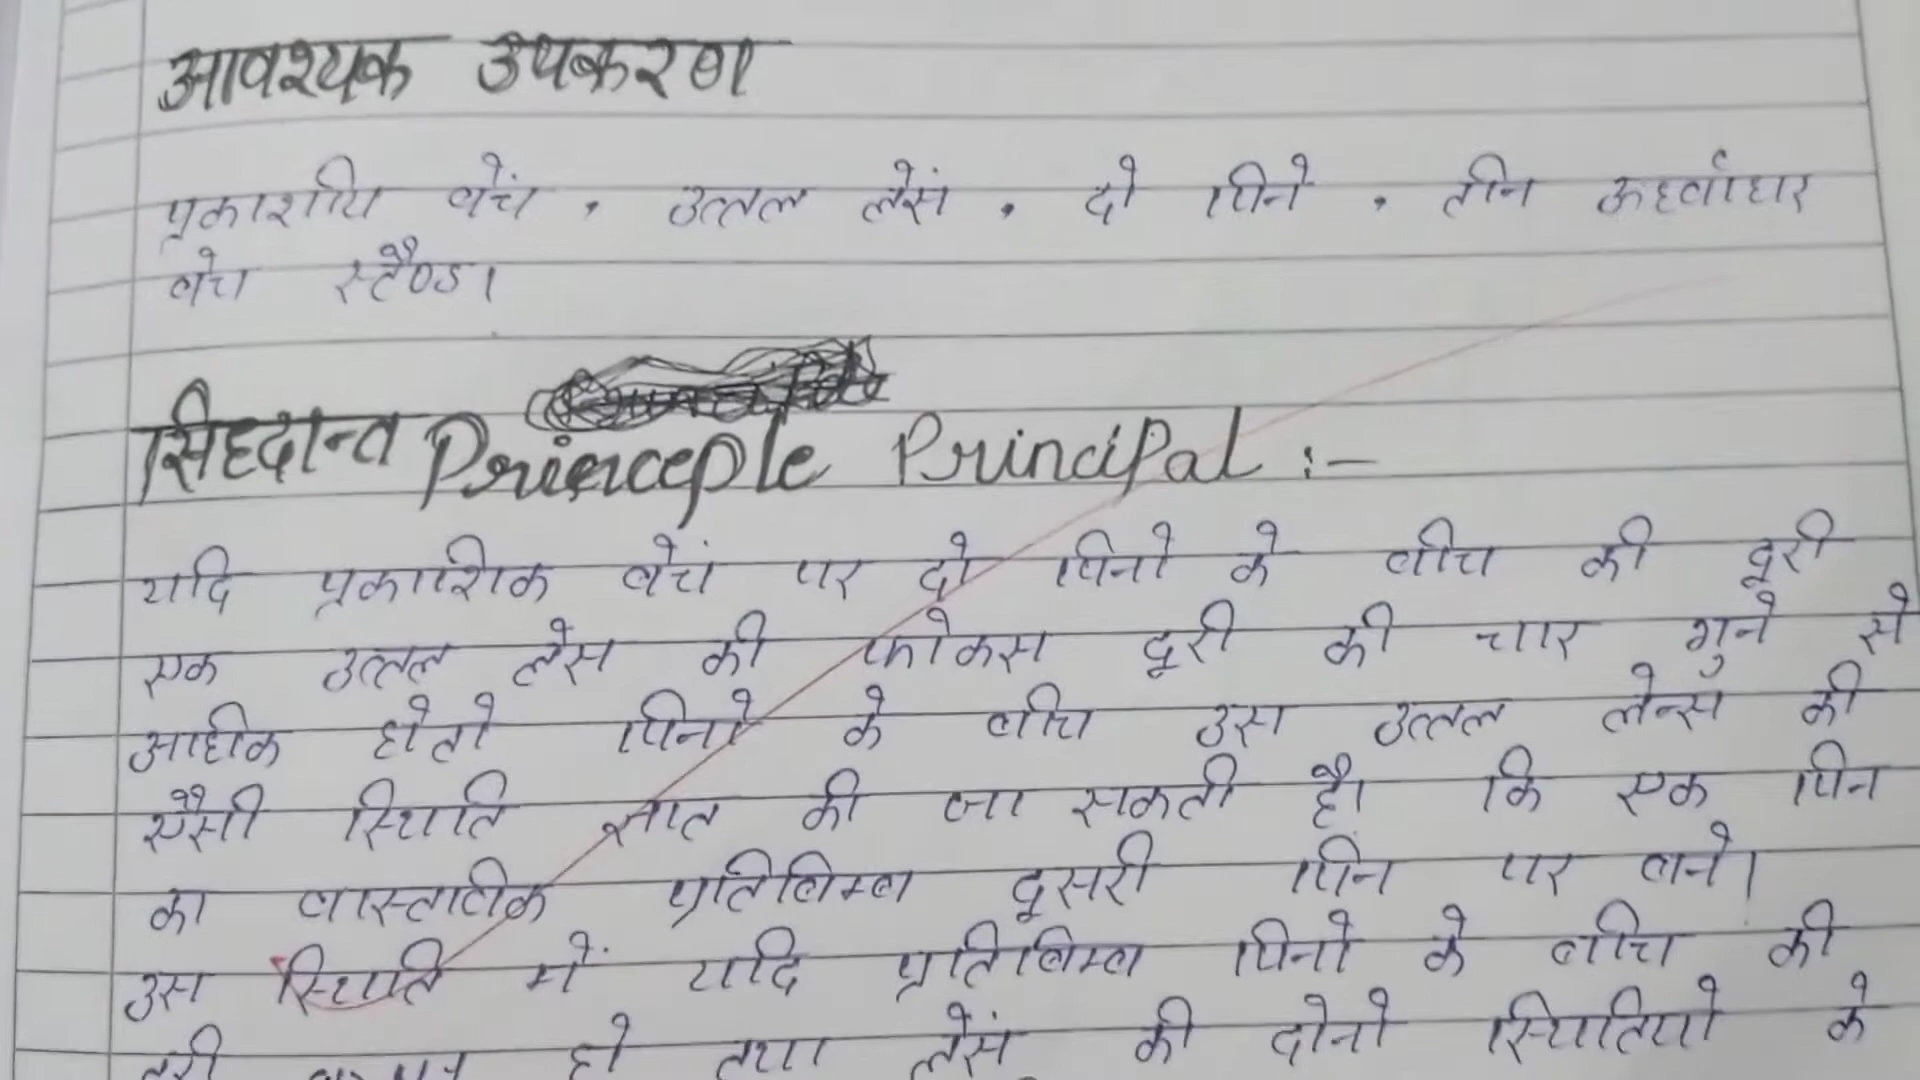 आवश्यक उपकरण
प्रकाशीय बेंच , उत्तल लेसं , दो पिने , तीन ऊर्ध्वाधर
बेच स्टैण्ड।
सिध्दान्त Princeple Principal :-
यदि प्रकाशिक बेचं पर दो पिनो के बीच की दूरी
एक उत्तल लेस की फोकस दूरी की चार गुने से
अधिक होतो पिनो के बीच उस उत्तल लेन्स की
ऐसी स्थिति ज्ञात की जा सकती है। कि एक पिन
का वास्तविक प्रतिबिम्ब दूसरी पिन पर बने।
उस स्थिति में यदि प्रतिबिम्ब पिनो के बीच की
हो तथा लेसं की दोनो स्थितियो के